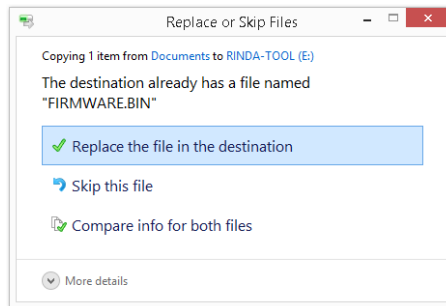 Replace or Skip Files
Copying 1 item from Documents to RINDA-TOOL (E:)
The destination already has a file named
"FIRMWARE.BIN"
Replace the file in the destination
Skip this file
Compare info for both files
More details